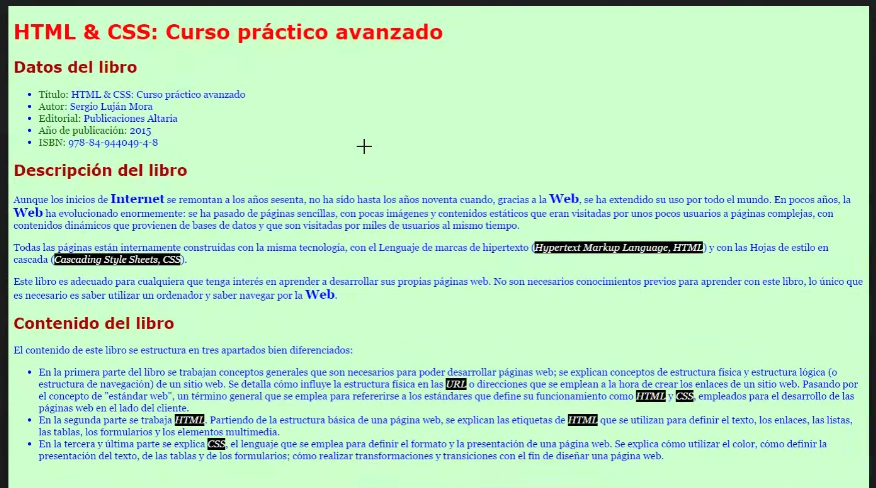 HTML & CSS: Curso práctico avanzado
Datos del libro
• Título: HTML & CSS: Curso práctico avanzado
• Autor: Sergio Luján Mora
• Editorial: Publicaciones Altaria
• Año de publicación: 2015
• ISBN: 978-84-944049-4-8
Descripción del libro
Aunque los inicios de Internet se remontan a los años sesenta, no ha sido hasta los años noventa cuando, gracias a la Web, se ha extendido su uso por todo el mundo. En pocos años, la
Web ha evolucionado enormemente: se ha pasado de páginas sencillas, con pocas imágenes y contenidos estáticos que eran visitadas por unos pocos usuarios a páginas complejas, con
contenidos dinámicos que provienen de bases de datos y que son visitadas por miles de usuarios al mismo tiempo.
Todas las páginas están internamente construidas con la misma tecnología, con el Lenguaje de marcas de hipertexto (Hypertext Markup Language, HTML) y con las Hojas de estilo en
cascada (Cascading Style Sheets, CSS).
Este libro es adecuado para cualquiera que tenga interés en aprender a desarrollar sus propias páginas web. No son necesarios conocimientos previos para aprender con este libro, lo único que
es necesario es saber utilizar un ordenador y saber navegar por la Web.
Contenido del libro
El contenido de este libro se estructura en tres apartados bien diferenciados:
• En la primera parte del libro se trabajan conceptos generales que son necesarios para poder desarrollar páginas web; se explican conceptos de estructura física y estructura lógica (o
estructura de navegación) de un sitio web. Se detalla cómo influye la estructura física en las URL o direcciones que se emplean a la hora de crear los enlaces de un sitio web. Pasando por
el concepto de "estándar web", un término general que se emplea para refererirse a los estándares que define su funcionamiento como HTML y CSS, empleados para el desarrollo de las
páginas web en el lado del cliente.
• En la segunda parte se trabaja HTML. Partiendo de la estructura básica de una página web, se explican las etiquetas de HTML que se utilizan para definir el texto, los enlaces, las listas,
las tablas, los formularios y los elementos multimedia.
• En la tercera y última parte se explica CSS, el lenguaje que se emplea para definir el formato y la presentación de una página web. Se explica cómo utilizar el color, cómo definir la
presentación del texto, de las tablas y de los formularios; cómo realizar transformaciones y transiciones con el fin de diseñar una página web.